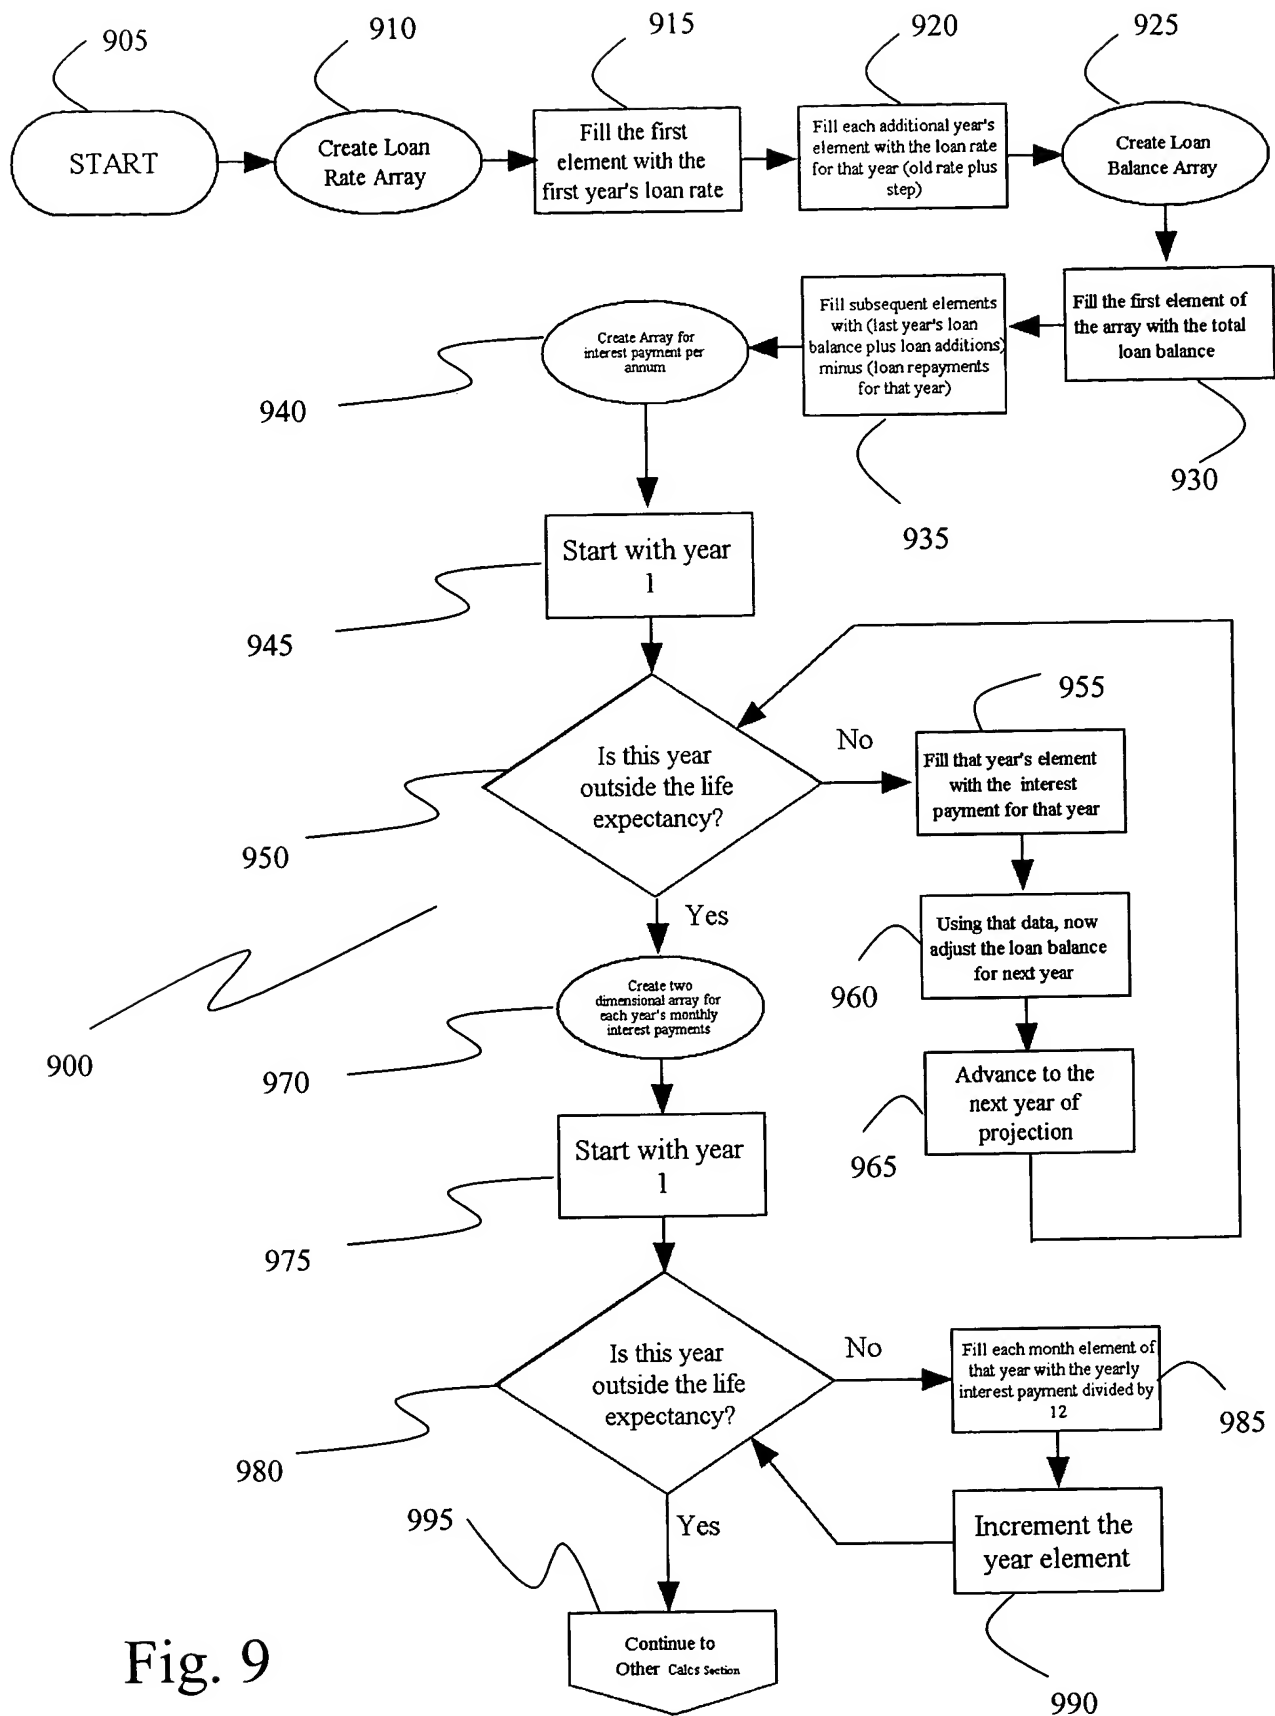 905
910
915
920
925
START
Create Loan
Rate Array
Fill the first
element with the
first year's loan rate
Fill each additional year's
element with the loan rate
for that year (old rate plus
step)
Create Loan
Balance Array
Create Array for
interest payment per
annum
Fill subsequent elements
with (last year's loan
balance plus loan additions)
minus (loan repayments
for that year)
Fill the first element of
the array with the total
loan balance
940
935
930
Start with year
1
945
955
Is this year
outside the life
expectancy?
No
Fill that year's element
with the interest
payment for that year
950
Yes
Using that data, now
adjust the loan balance
for next year
960
Create two
dimensional array for
each year's monthly
interest payments
900
970
Advance to the
next year of
projection
965
Start with year
1
975
Is this year
outside the life
expectancy?
No
Fill each month element of
that year with the yearly
interest payment divided by
12
985
980
995
Yes
Increment the
year element
Continue to
Other Calcs Section
990
Fig. 9